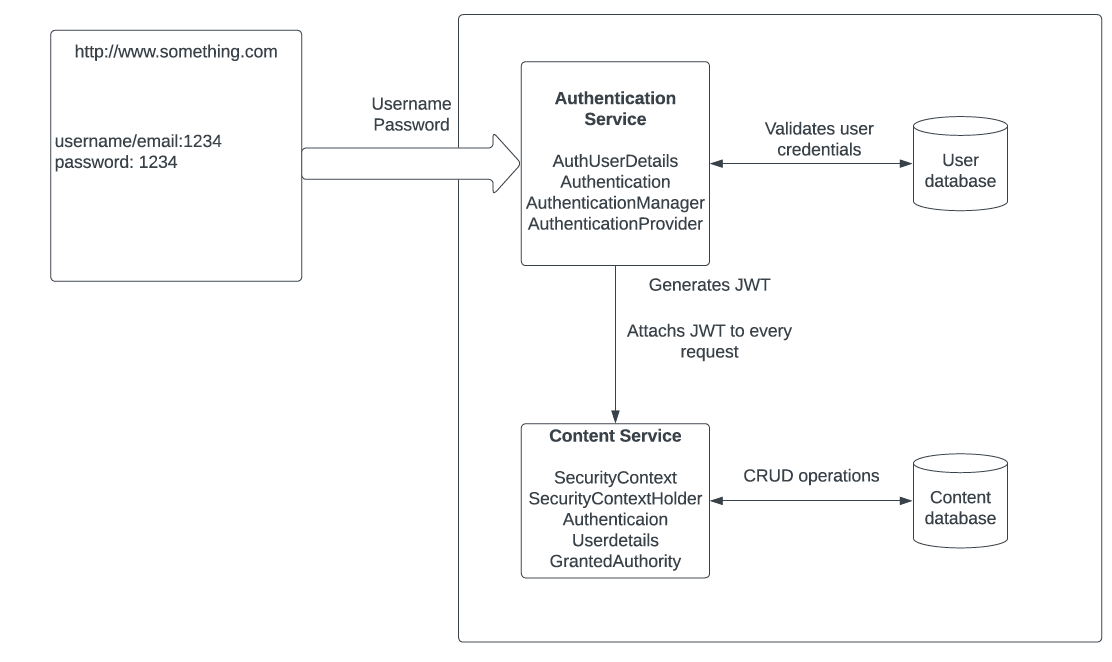 http://www.something.com
username/email:1234
password: 1234
Username
Password
Authentication
Service
AuthUserDetails
Authentication
AuthenticationManager
AuthenticationProvider
Validates user
credentials
User
database
Generates JWT
Attachs JWT to every
request
Content Service
SecurityContext
SecurityContextHolder
Authenticaion
Userdetails
GrantedAuthority
CRUD operations
Content
database